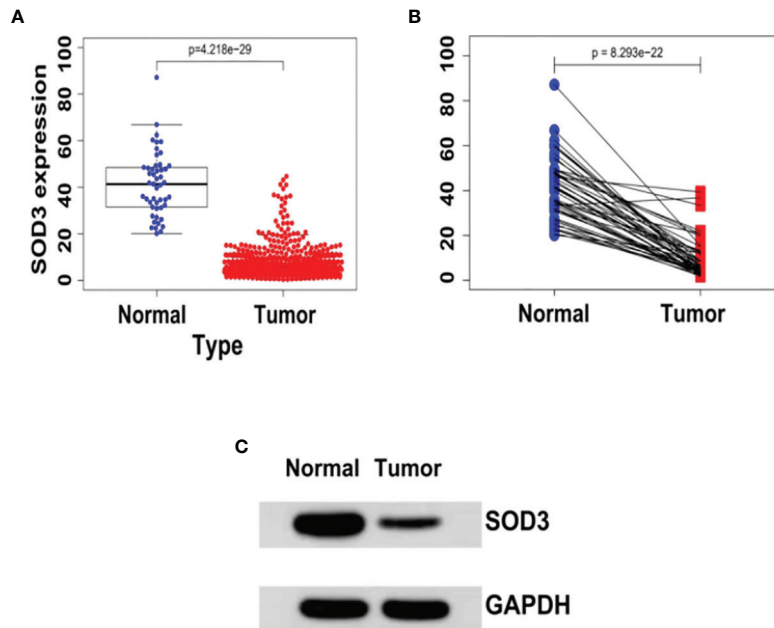 A
p=4.218e−29
SOD3 expression
0
20
40
60
80
100
Normal
Tumor
Type
B
p = 8.293e−22
0
20
40
60
80
100
Normal
Tumor
C
Normal
Tumor
SOD3
GAPDH